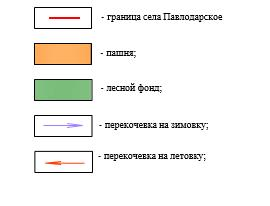 - граница села Павлодарское
- пашня;
- лесной фонд;
- перекочевка на зимовку;
- перекочевка на летовку;